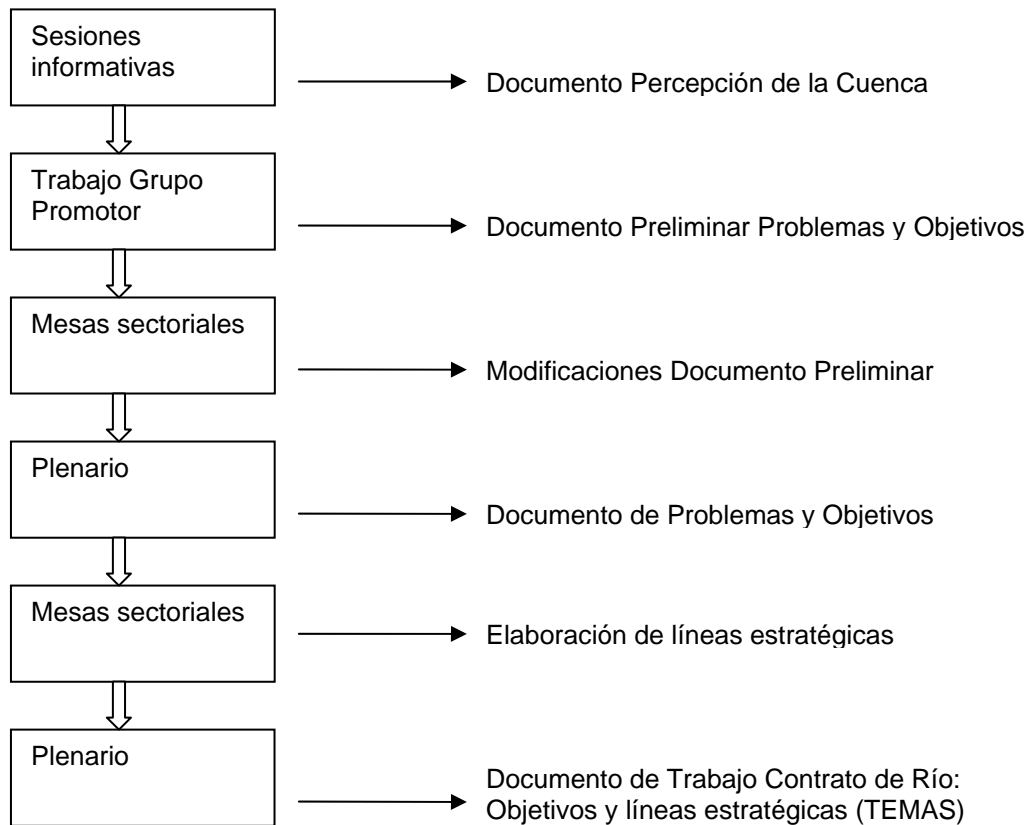 Sesiones
informativas
Documento Percepción de la Cuenca
Trabajo Grupo
Promotor
Documento Preliminar Problemas y Objetivos
Mesas sectoriales
Modificaciones Documento Preliminar
Plenario
Documento de Problemas y Objetivos
Mesas sectoriales
Elaboración de líneas estratégicas
Plenario
Documento de Trabajo Contrato de Río:
Objetivos y líneas estratégicas (TEMAS)